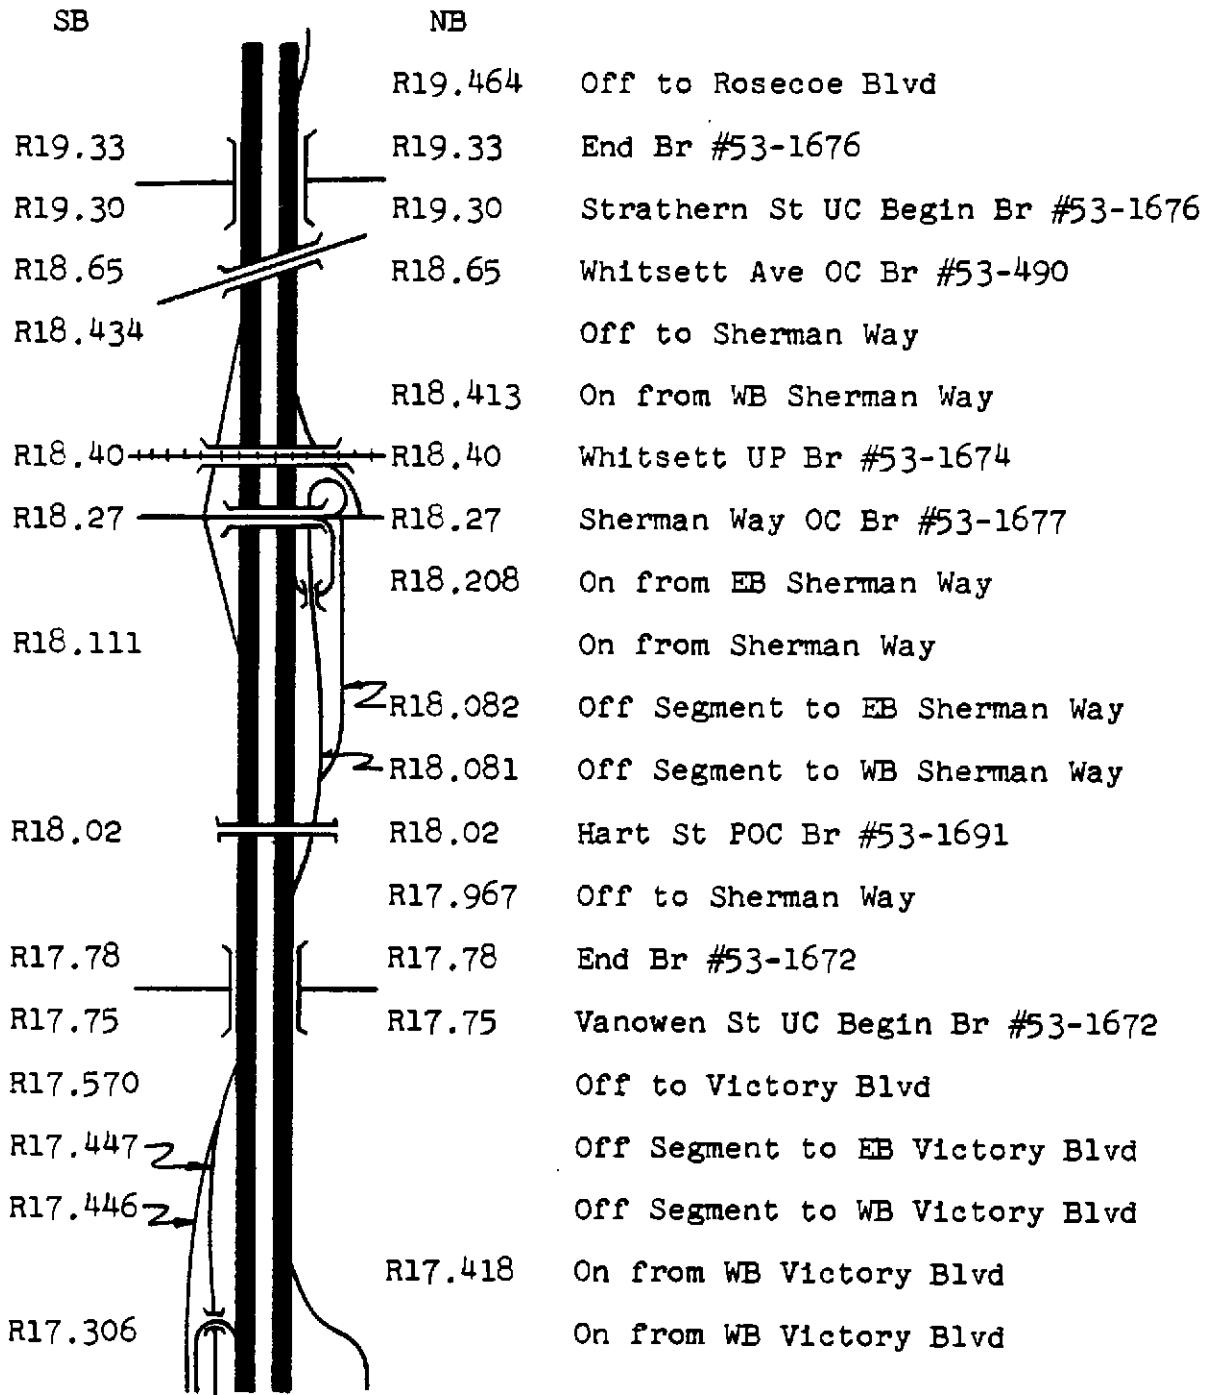 SB NB
R19.464 Off to Rosecoe Blvd
R19.33 R19.33 End Br #53-1676
R19.30 R19.30 Strathern St UC Begin Br #53-1676
R18.65 R18.65 Whitsett Ave OC Br #53-490
R18.434 Off to Sherman Way
R18.413 On from WB Sherman Way
R18.40 R18.40 Whitsett UP Br #53-1674
R18.27 R18.27 Sherman Way OC Br #53-1677
R18.208 On from EB Sherman Way
R18.111 On from Sherman Way
R18.082 Off Segment to EB Sherman Way
R18.081 Off Segment to WB Sherman Way
R18.02 R18.02 Hart St POC Br #53-1691
R17.967 Off to Sherman Way
R17.78 R17.78 End Br #53-1672
R17.75 R17.75 Vanowen St UC Begin Br #53-1672
R17.570 Off to Victory Blvd
R17.447 Off Segment to EB Victory Blvd
R17.446 Off Segment to WB Victory Blvd
R17.418 On from WB Victory Blvd
R17.306 On from WB Victory Blvd